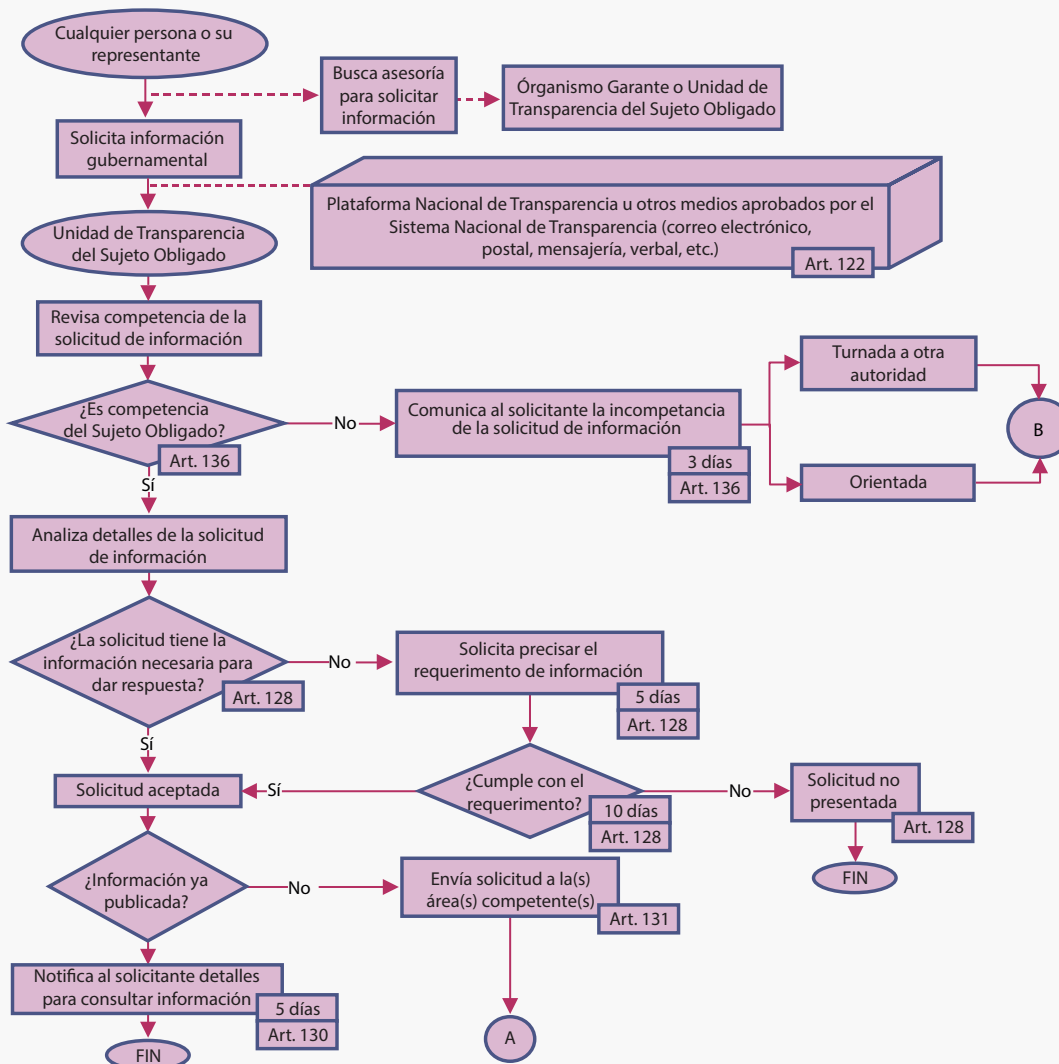 Cualquier persona o su
representante
Busca asesoría
para solicitar
información
Órganismo Garante o Unidad de
Transparencia del Sujeto Obligado
Solicita información
gubernamental
Plataforma Nacional de Transparencia u otros medios aprobados por el
Sistema Nacional de Transparencia (correo electrónico,
postal, mensajería, verbal, etc.)
Art. 122
Unidad de Transparencia
del Sujeto Obligado
Revisa competencia de la
solicitud de información
¿Es competencia
del Sujeto Obligado?
Art. 136
No
Comunica al solicitante la incompetancia
de la solicitud de información
3 días
Art. 136
Turnada a otra
autoridad
Orientada
B
Sí
Analiza detalles de la solicitud
de información
¿La solicitud tiene la
información necesaria para
dar respuesta?
Art. 128
No
Solicita precisar el
requerimento de información
5 días
Art. 128
Sí
Solicitud aceptada
Sí
¿Cumple con el
requerimento?
10 días
Art. 128
No
Solicitud no
presentada
Art. 128
FIN
¿Información ya
publicada?
No
Envía solicitud a la(s)
área(s) competente(s)
Art. 131
A
Notifica al solicitante detalles
para consultar información
5 días
Art. 130
FIN